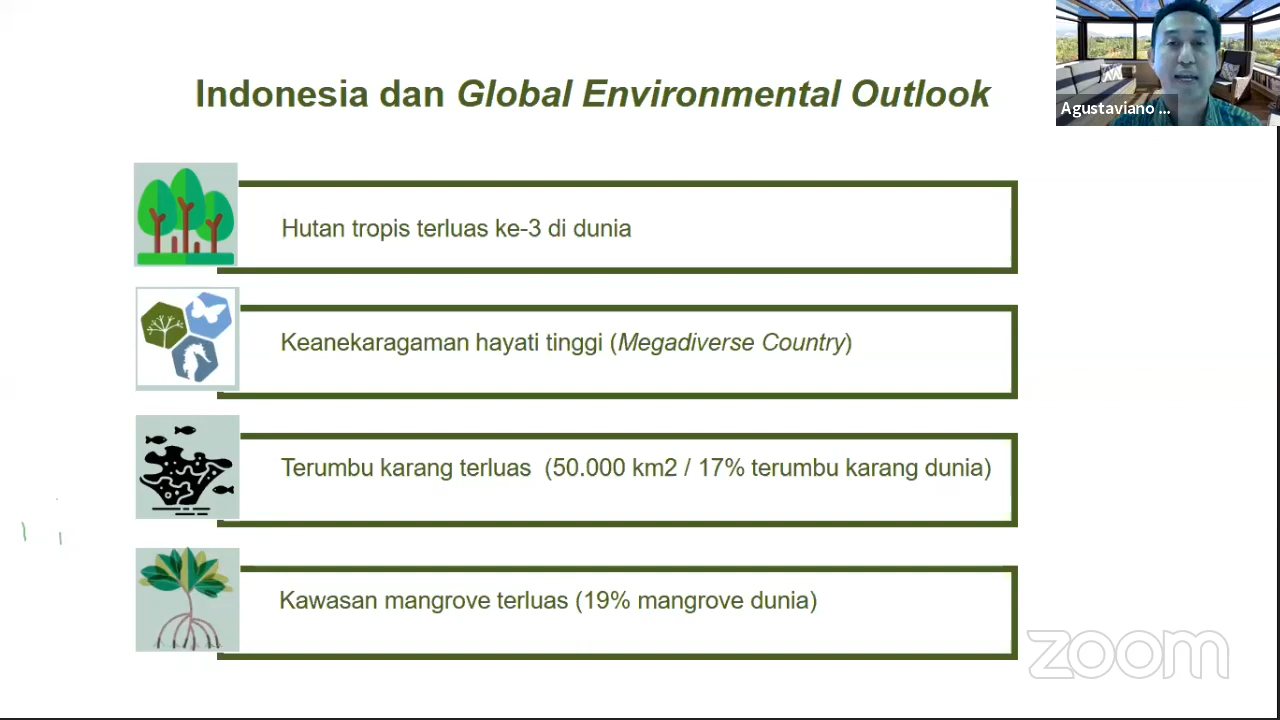 Indonesia dan Global Environmental Outlook
Agustaviano ...
Hutan tropis terluas ke-3 di dunia
Keanekaragaman hayati tinggi (Megadiverse Country)
Terumbu karang terluas  (50.000 km2 / 17% terumbu karang dunia)
Kawasan mangrove terluas (19% mangrove dunia)
zoom